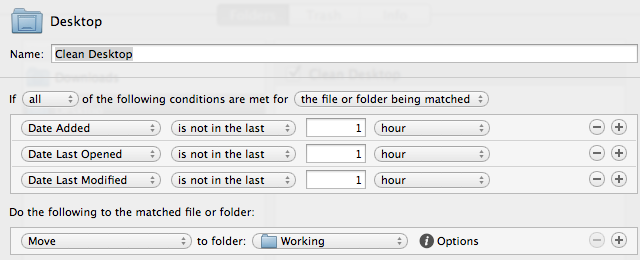 Desktop
Name: Clean Desktop
If all of the following conditions are met for the file or folder being matched
Date Added is not in the last 1 hour
Date Last Opened is not in the last 1 hour
Date Last Modified is not in the last 1 hour
Do the following to the matched file or folder:
Move to folder: Working Options